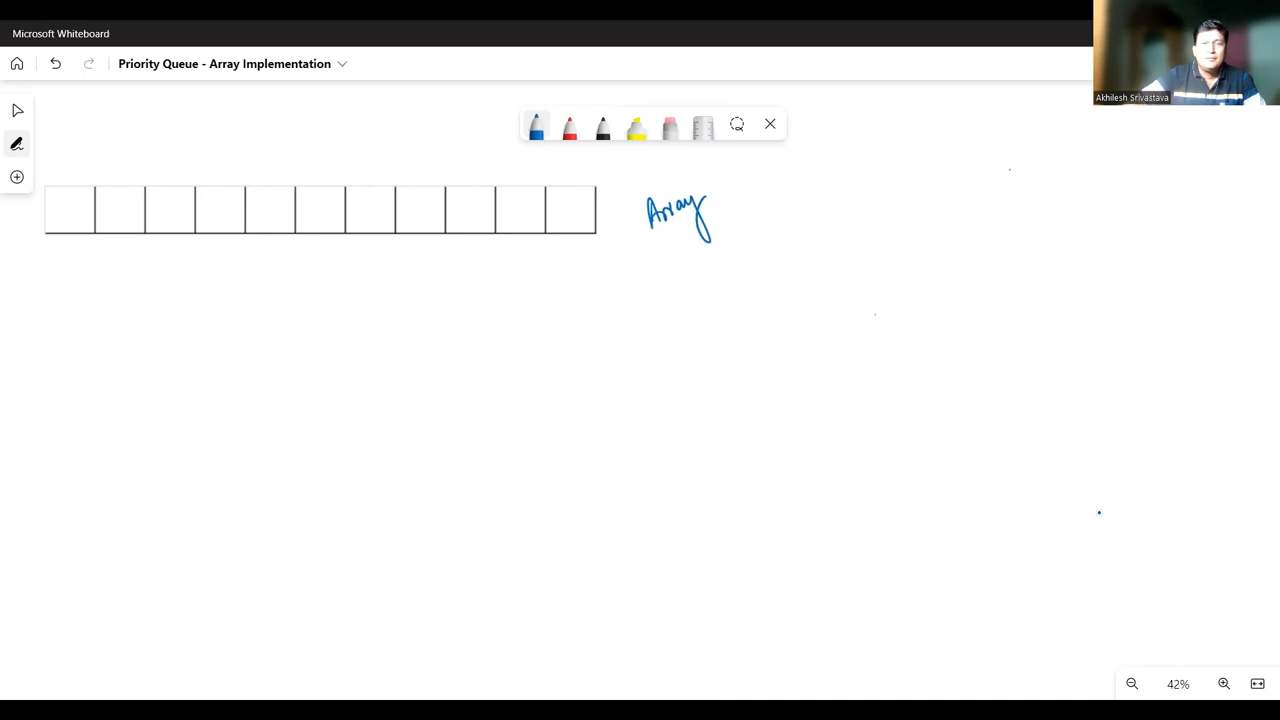 Microsoft Whiteboard
Priority Queue - Array Implementation
Akhilesh Srivastava
Array
42%